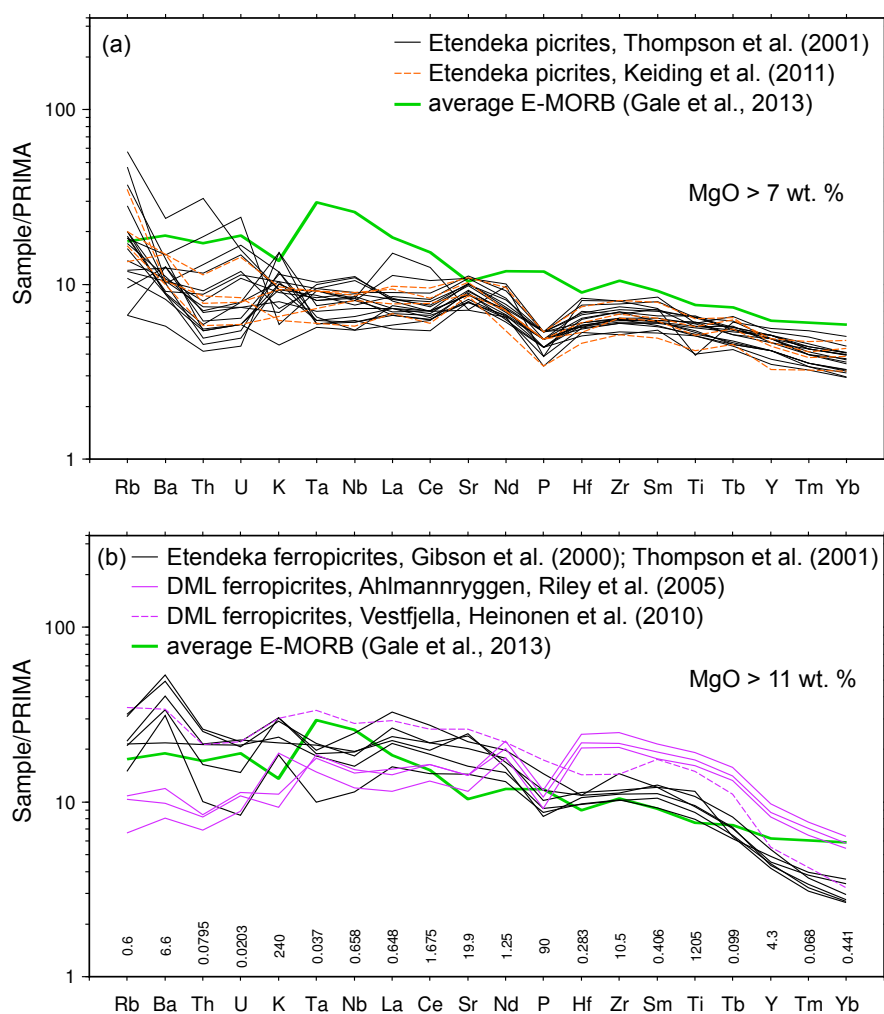 (a)
Etendeka picrites, Thompson et al. (2001)
Etendeka picrites, Keiding et al. (2011)
average E-MORB (Gale et al., 2013)
MgO > 7 wt. %
100
10
1
Sample/PRIMA
Rb Ba Th U K Ta Nb La Ce Sr Nd P Hf Zr Sm Ti Tb Y Tm Yb
(b)
Etendeka ferropicrites, Gibson et al. (2000); Thompson et al. (2001)
DML ferropicrites, Ahlmannryggen, Riley et al. (2005)
DML ferropicrites, Vestfjella, Heinonen et al. (2010)
average E-MORB (Gale et al., 2013)
MgO > 11 wt. %
100
10
1
Sample/PRIMA
0.6 6.6 0.0795 0.0203 240 0.037 0.658 0.648 1.675 19.9 1.25 90 0.283 10.5 0.406 1205 0.099 4.3 0.068 0.441
Rb Ba Th U K Ta Nb La Ce Sr Nd P Hf Zr Sm Ti Tb Y Tm Yb